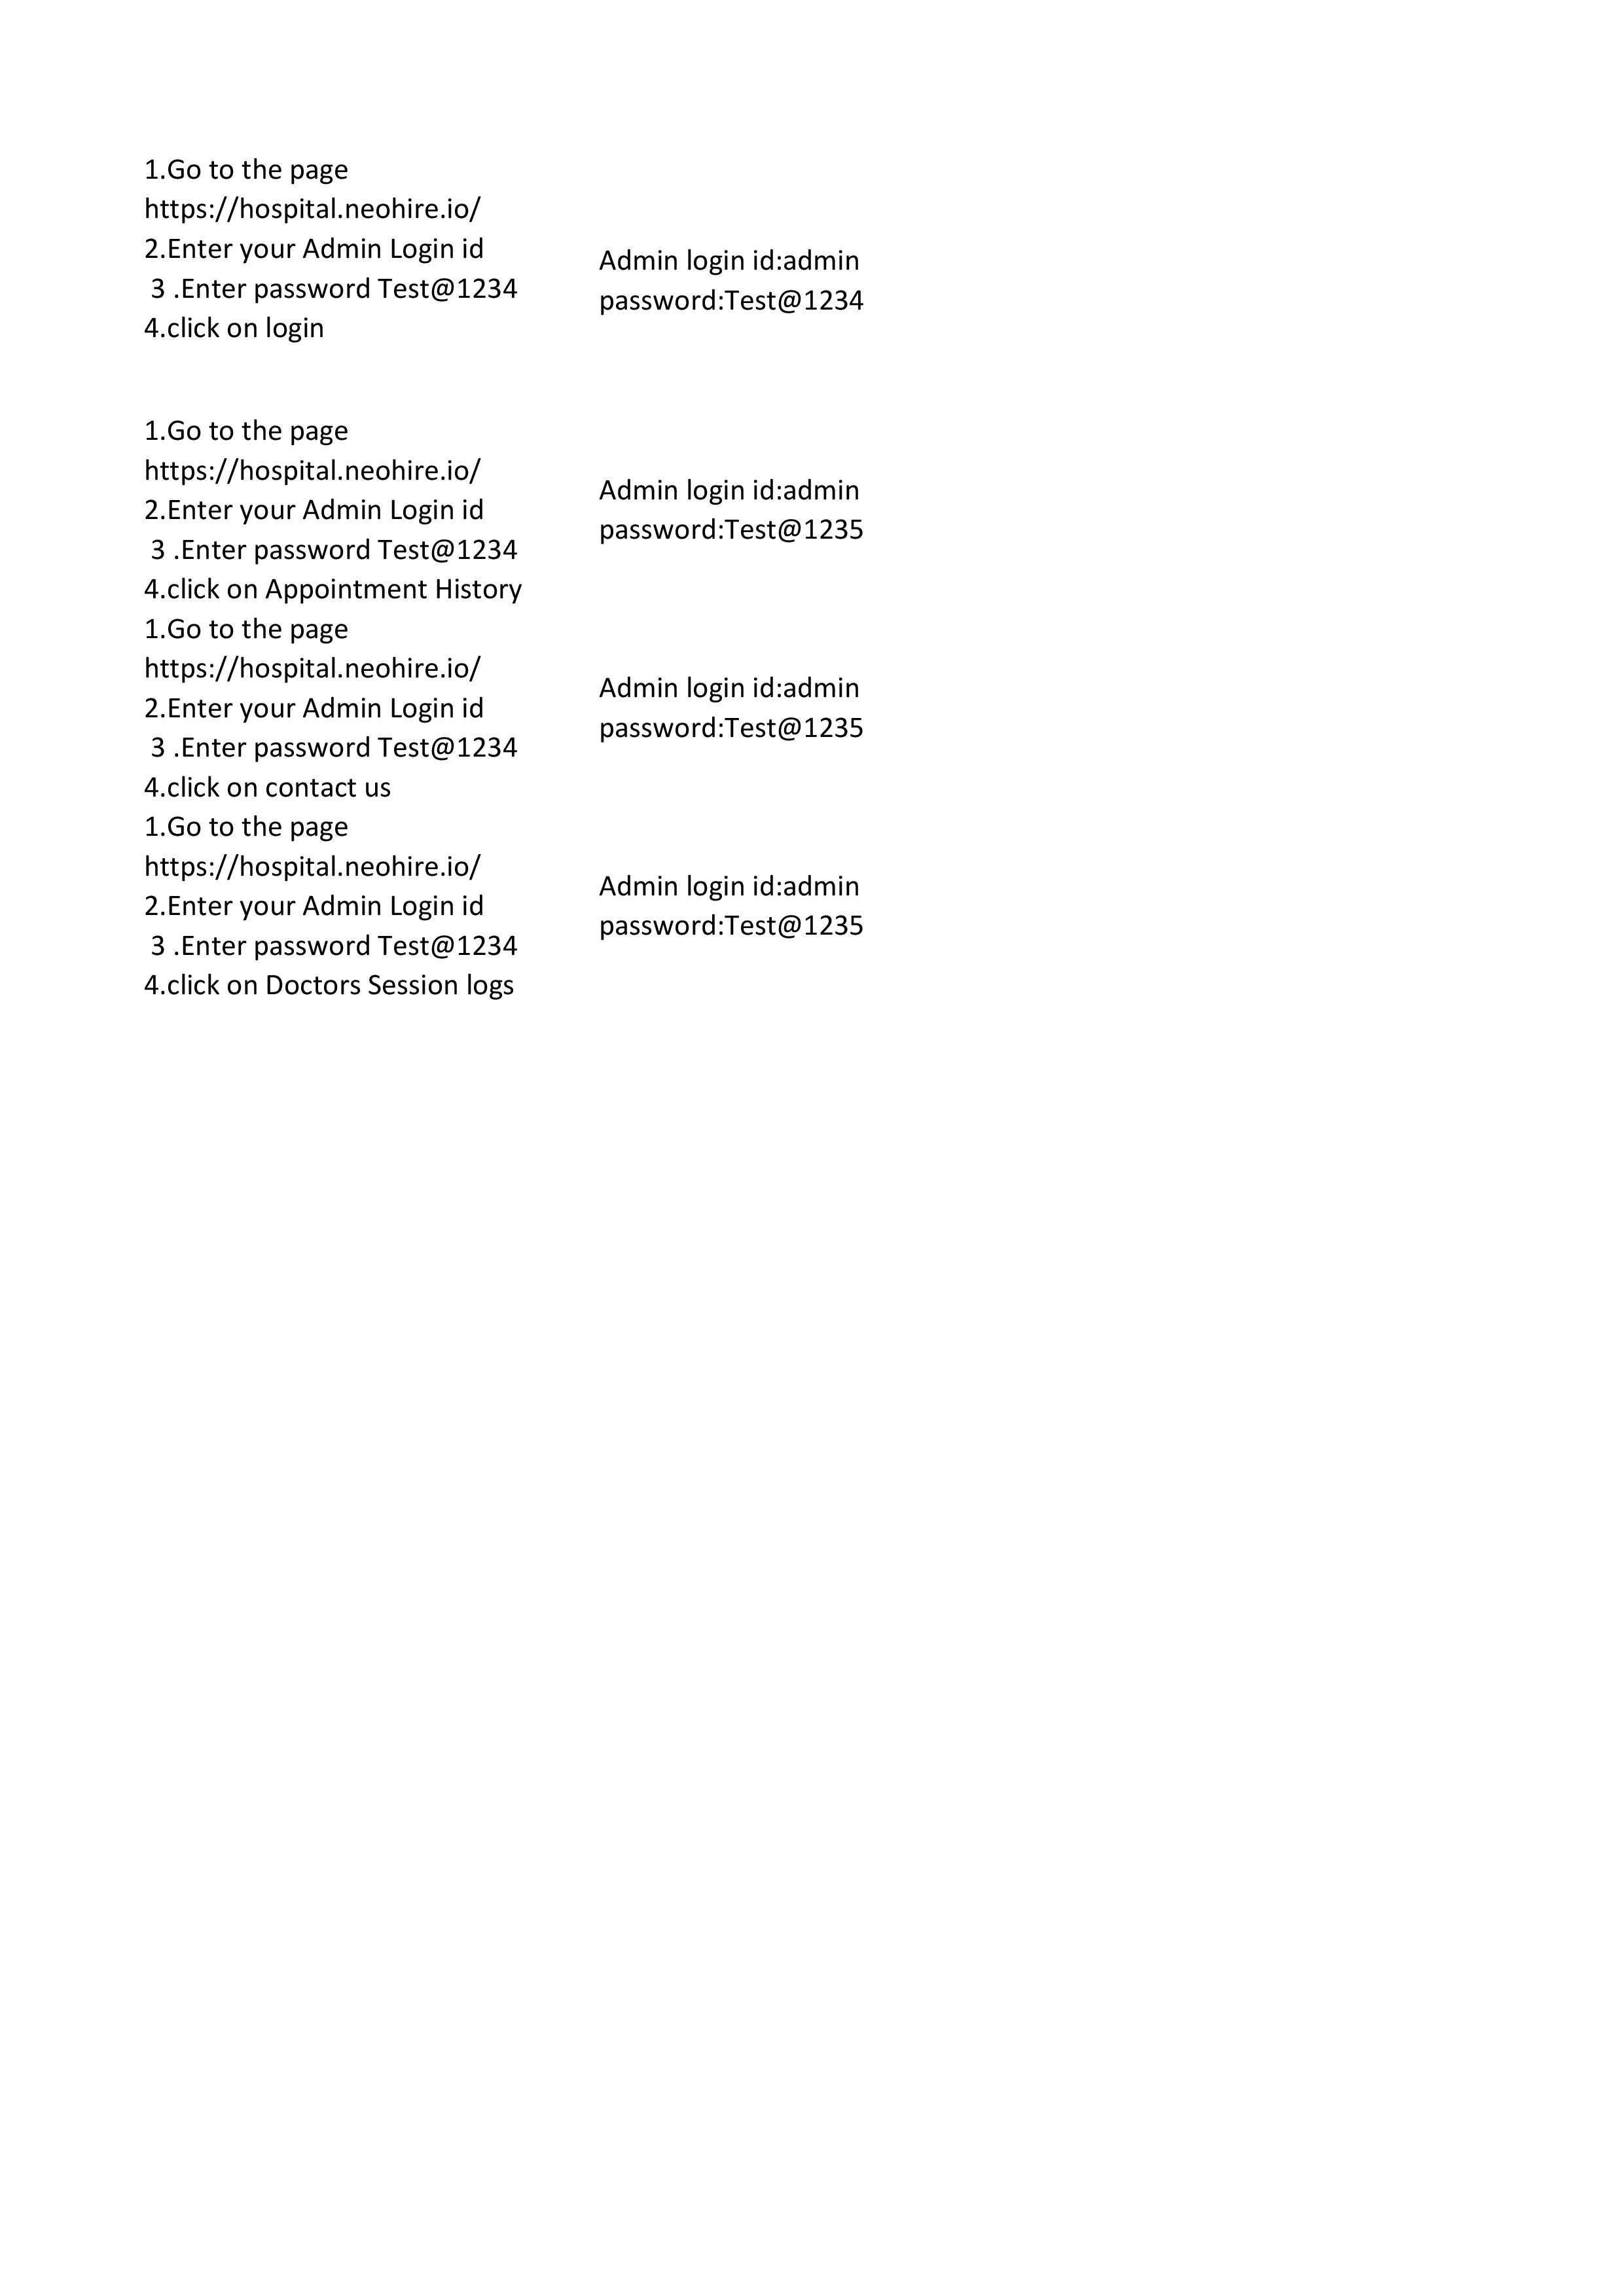 1.Go to the page
https://hospital.neohire.io/
2.Enter your Admin Login id
3 .Enter password Test@1234
4.click on login
Admin login id:admin
password:Test@1234
1.Go to the page
https://hospital.neohire.io/
2.Enter your Admin Login id
3 .Enter password Test@1234
4.click on Appointment History
Admin login id:admin
password:Test@1235
1.Go to the page
https://hospital.neohire.io/
2.Enter your Admin Login id
3 .Enter password Test@1234
4.click on contact us
Admin login id:admin
password:Test@1235
1.Go to the page
https://hospital.neohire.io/
2.Enter your Admin Login id
3 .Enter password Test@1234
4.click on Doctors Session logs
Admin login id:admin
password:Test@1235